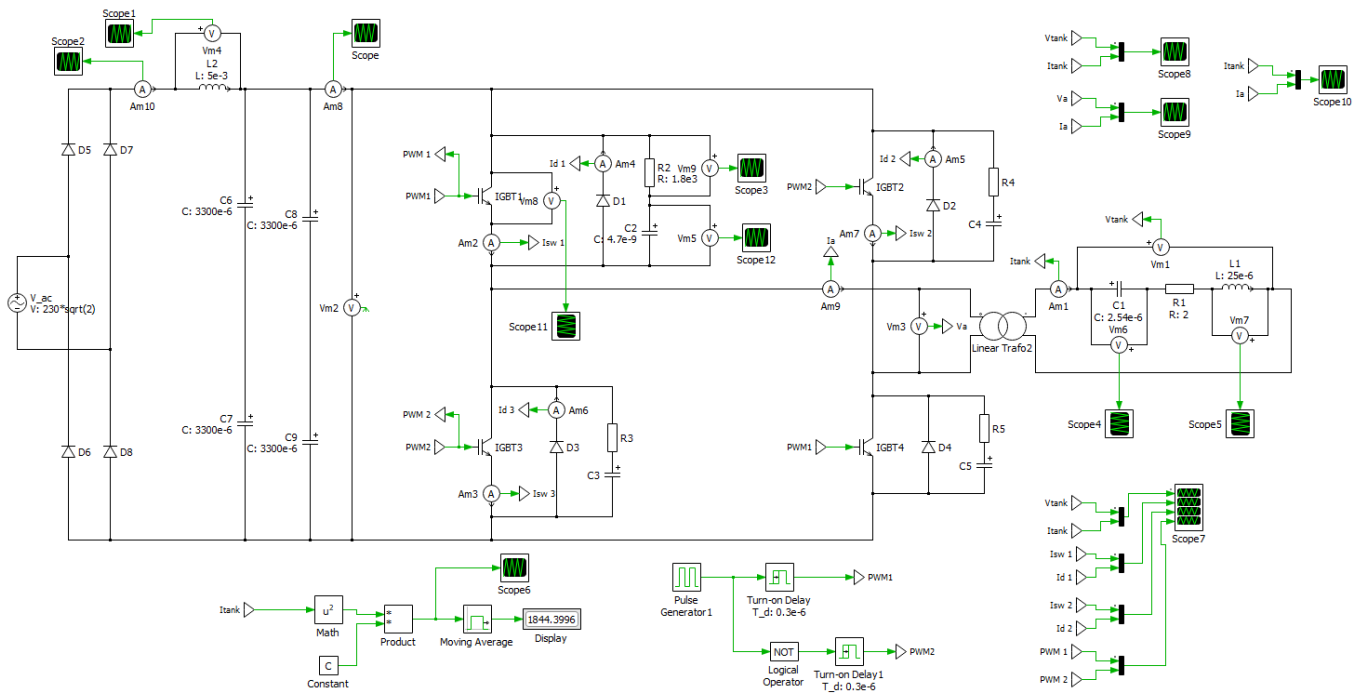 Scope1
Scope2
Vm4
L2
L: 5e-3
Scope
Am10
Am8
D5
D7
C6
C: 3300e-6
C8
C: 3300e-6
V_ac
V: 230*sqrt(2)
Vm2
C7
C: 3300e-6
C9
C: 3300e-6
D6
D8
PWM 1
PWM1
IGBT1
Vm8
Am2
Isw 1
Id 1
Am4
D1
R2
R: 1.8e3
Vm9
Scope3
C2
C: 4.7e-9
Vm5
Scope12
Scope11
PWM2
IGBT2
Id 2
Am5
D2
R4
C4
Am7
Isw 2
Ia
Am9
Vm3
Va
Linear Trafo2
Itank
Am1
Vtank
Vm1
C1
C: 2.54e-6
Vm6
R1
R: 2
L1
L: 25e-6
Vm7
Scope4
Scope5
PWM 2
PWM2
IGBT3
Am3
Isw 3
Id 3
Am6
D3
R3
C3
PWM1
IGBT4
D4
R5
C5
Vtank
Itank
Scope8
Va
Ia
Scope9
Itank
Ia
Scope10
Itank
u²
Math
C
Constant
*
*
Product
Scope6
Moving Average
1844.3996
Display
Pulse
Generator1
Turn-on Delay
T_d: 0.3e-6
PWM1
NOT
Logical
Operator
Turn-on Delay1
T_d: 0.3e-6
PWM2
Vtank
Itank
Isw 1
Id 1
Isw 2
Id 2
PWM 1
PWM 2
Scope7